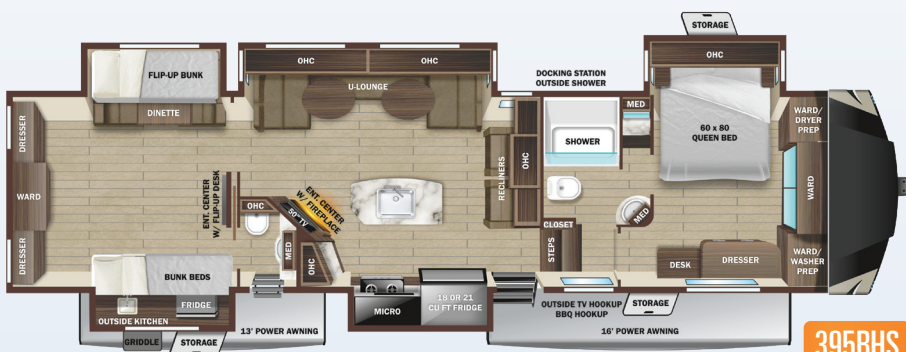 STORAGE
OHC
OHC
OHC
FLIP-UP BUNK
U-LOUNGE
DOCKING STATION
OUTSIDE SHOWER
MED
DINETTE
DRESSER
SHOWER
60 x 80
QUEEN BED
WARD/
DRYER
PREP
OHC
RECLINERS
WARD
ENT. CENTER
W/ FLIP-UP DESK
OHC
ENT. CENTER
W/ FIREPLACE
50" TV
WARD
MED
CLOSET
STEPS
DRESSER
MED
OHC
BUNK BEDS
DESK
DRESSER
WARD/
WASHER
PREP
FRIDGE
MICRO
18 OR 21
CU FT FRIDGE
OUTSIDE TV HOOKUP
BBQ HOOKUP
STORAGE
OUTSIDE KITCHEN
13' POWER AWNING
16' POWER AWNING
GRIDDLE
STORAGE
395BHS